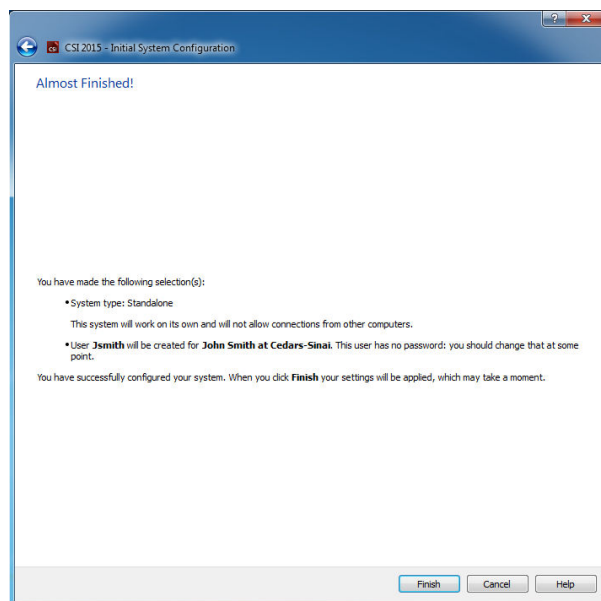 ? X
CSI CSI 2015 - Initial System Configuration
Almost Finished!
You have made the following selection(s):
•System type: Standalone
This system will work on its own and will not allow connections from other computers.
•User Jsmith will be created for John Smith at Cedars-Sinai. This user has no password: you should change that at some
point.
You have successfully configured your system. When you click Finish your settings will be applied, which may take a moment.
Finish Cancel Help